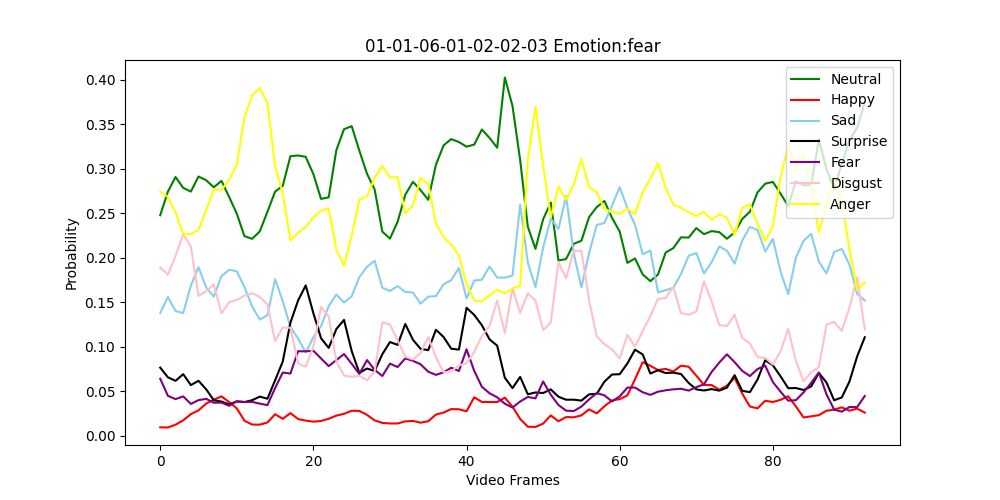 01-01-06-01-02-02-03 Emotion:fear
Probability
0.40
0.35
0.30
0.25
0.20
0.15
0.10
0.05
0.00
Neutral
Happy
Sad
Surprise
Fear
Disgust
Anger
0 20 40 60 80
Video Frames